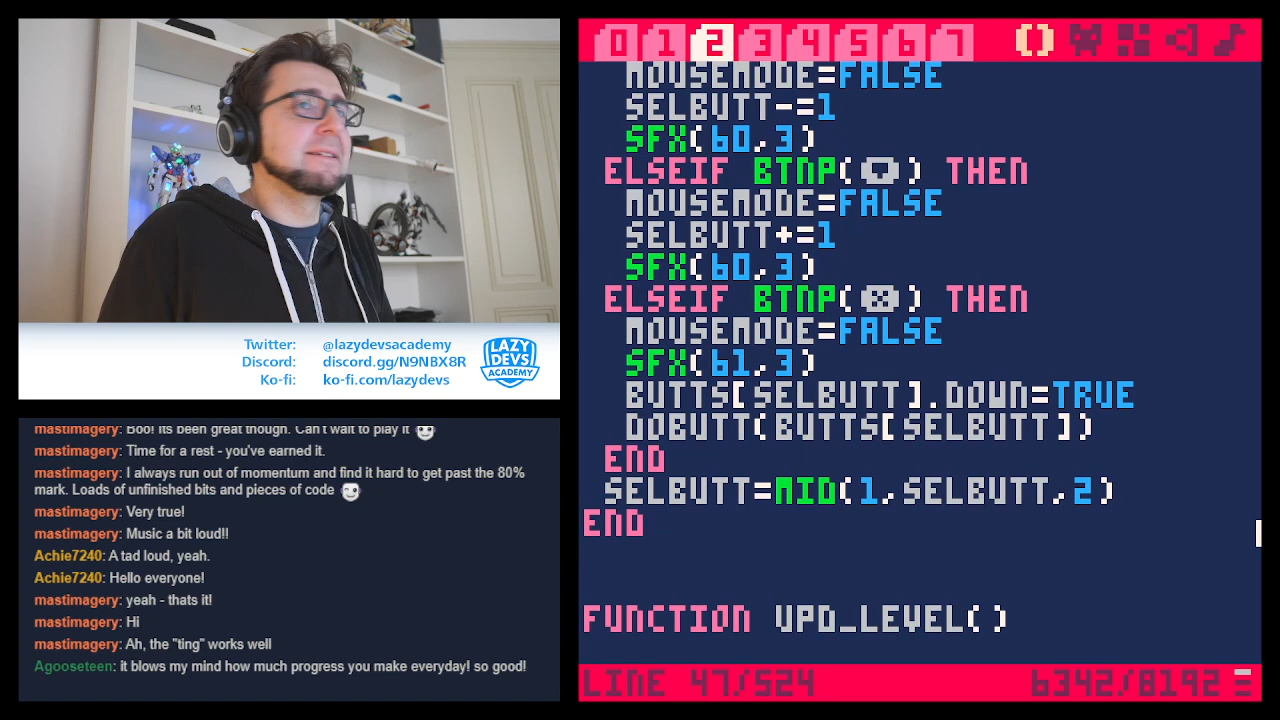 Twitter: @lazydevsacademy
Discord: discord.gg/N9NBX8R
Ko-fi: ko-fi.com/lazydevs
LAZY
DEVS
ACADEMY
mastimagery: Boo! Its been great though. Can't wait to play it
mastimagery: Time for a rest - you've earned it.
mastimagery: I always run out of momentum and find it hard to get past the 80%
mark. Loads of unfinished bits and pieces of code
mastimagery: Very true!
mastimagery: Music a bit loud!!
Achie7240: A tad loud, yeah.
Achie7240: Hello everyone!
mastimagery: yeah - thats it!
mastimagery: Hi
mastimagery: Ah, the "ting" works well
Agooseteen: it blows my mind how much progress you make everyday! so good!
0 1 2 3 4 5 6 7 ()
MOUSEMODE=FALSE
SELBUTT-=1
SFX(60,3)
ELSEIF BTNP(⬇️) THEN
MOUSEMODE=FALSE
SELBUTT+=1
SFX(60,3)
ELSEIF BTNP(❎) THEN
MOUSEMODE=FALSE
SFX(61,3)
BUTTS[SELBUTT].DOWN=TRUE
DOBUTT(BUTTS[SELBUTT])
END
SELBUTT=MID(1,SELBUTT,2)
END
FUNCTION UPD_LEVEL()
LINE 47/524 6342/8192